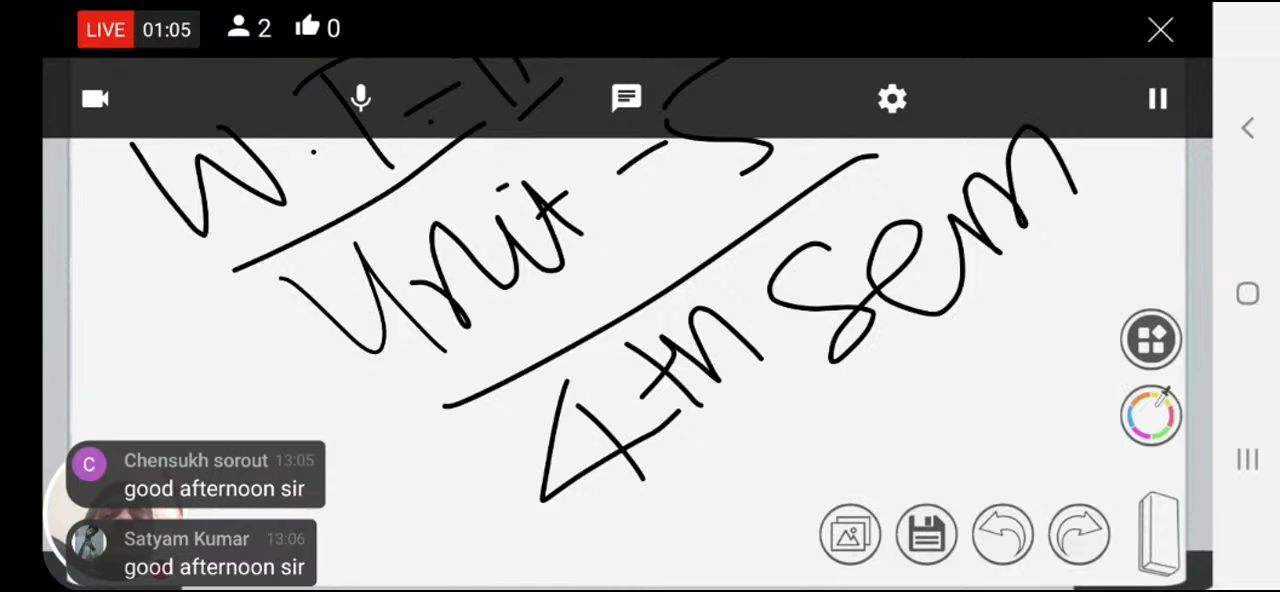 LIVE 01:05 2 0
W.T-II
Unit-5
4th Sem
Chensukh sorout 13:05
good afternoon sir
Satyam Kumar 13:06
good afternoon sir